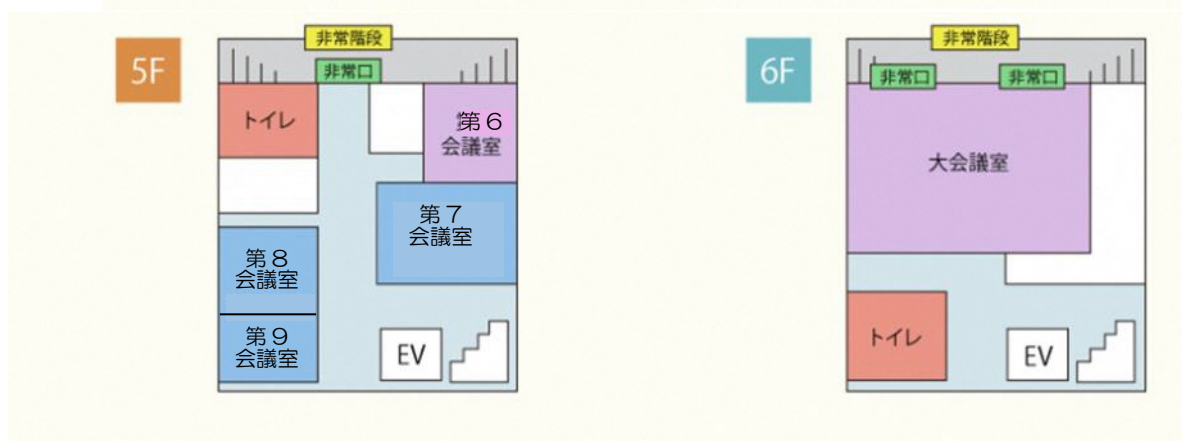 5F
非常階段
非常口
トイレ
第６
会議室
第７
会議室
第８
会議室
第９
会議室
EV
6F
非常階段
非常口
非常口
大会議室
トイレ
EV